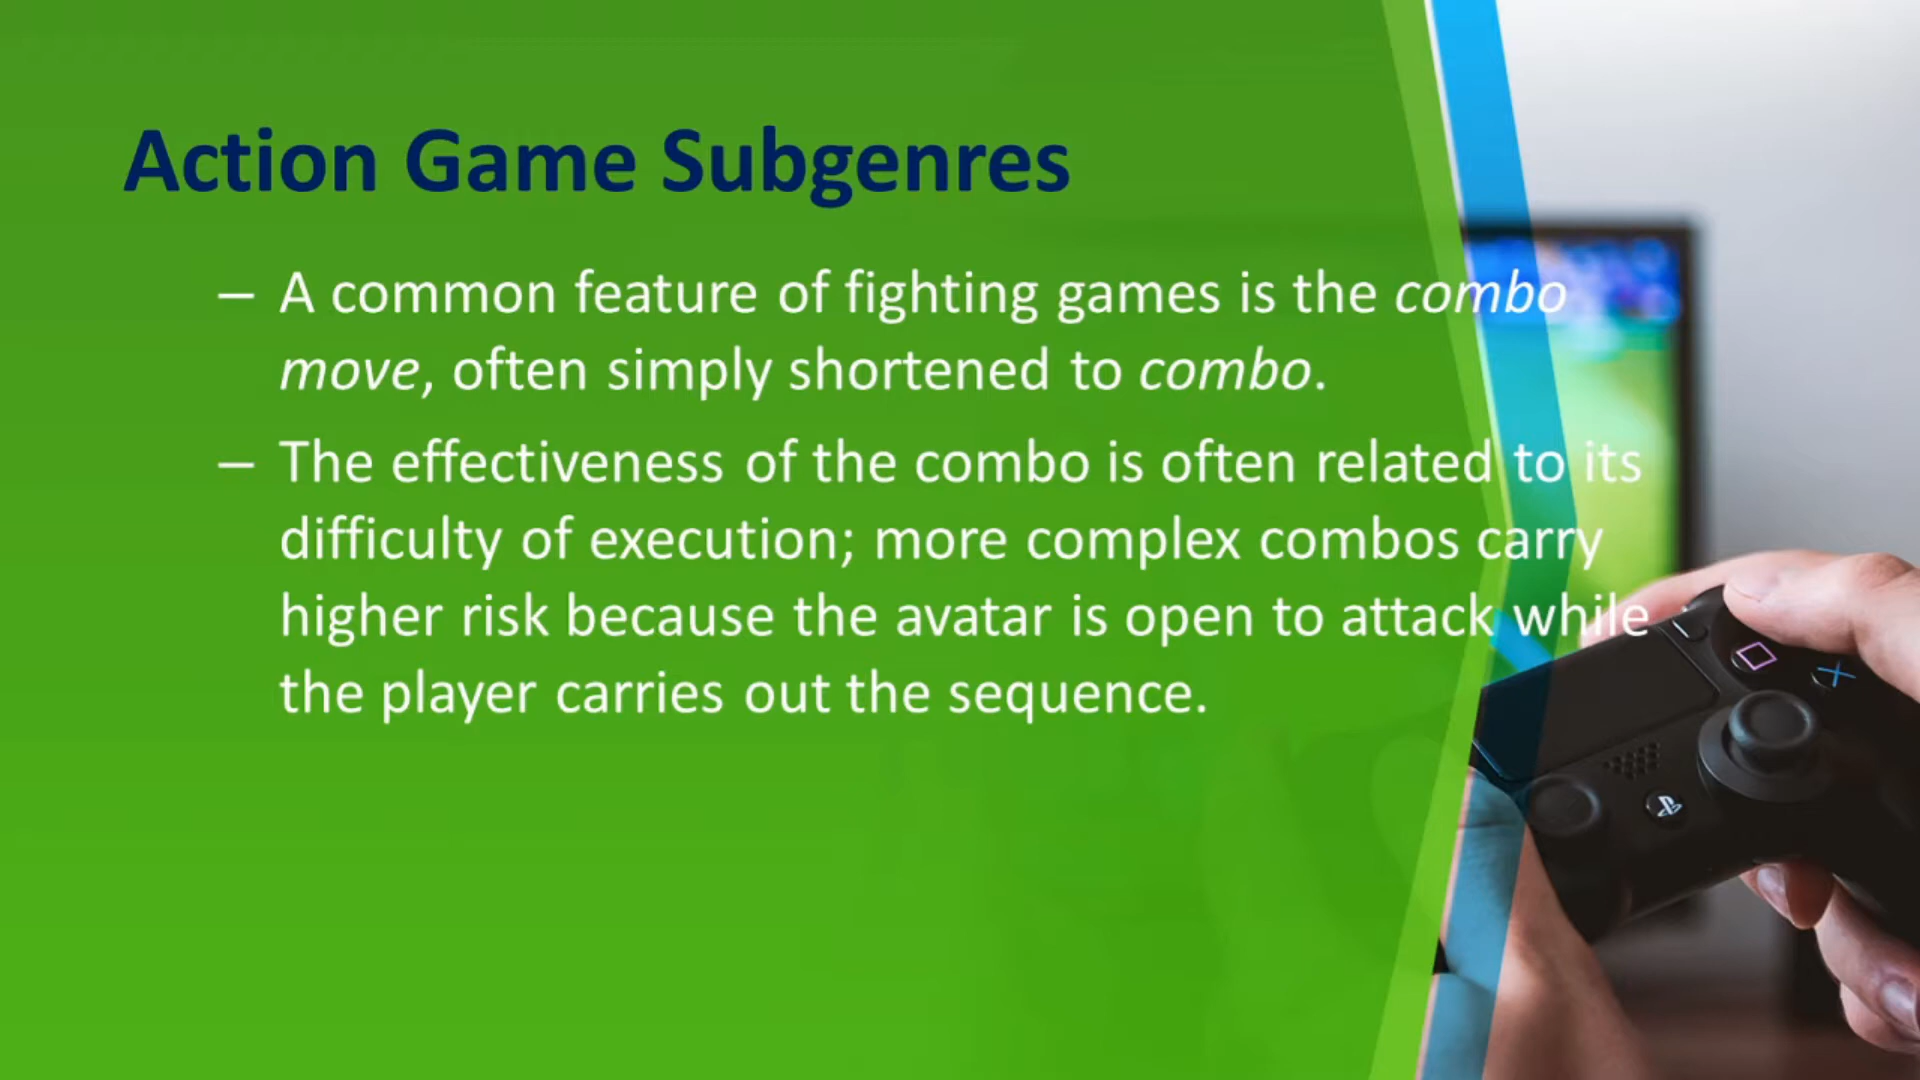 Action Game Subgenres
– A common feature of fighting games is the combo
move, often simply shortened to combo.
– The effectiveness of the combo is often related to its
difficulty of execution; more complex combos carry
higher risk because the avatar is open to attack while
the player carries out the sequence.